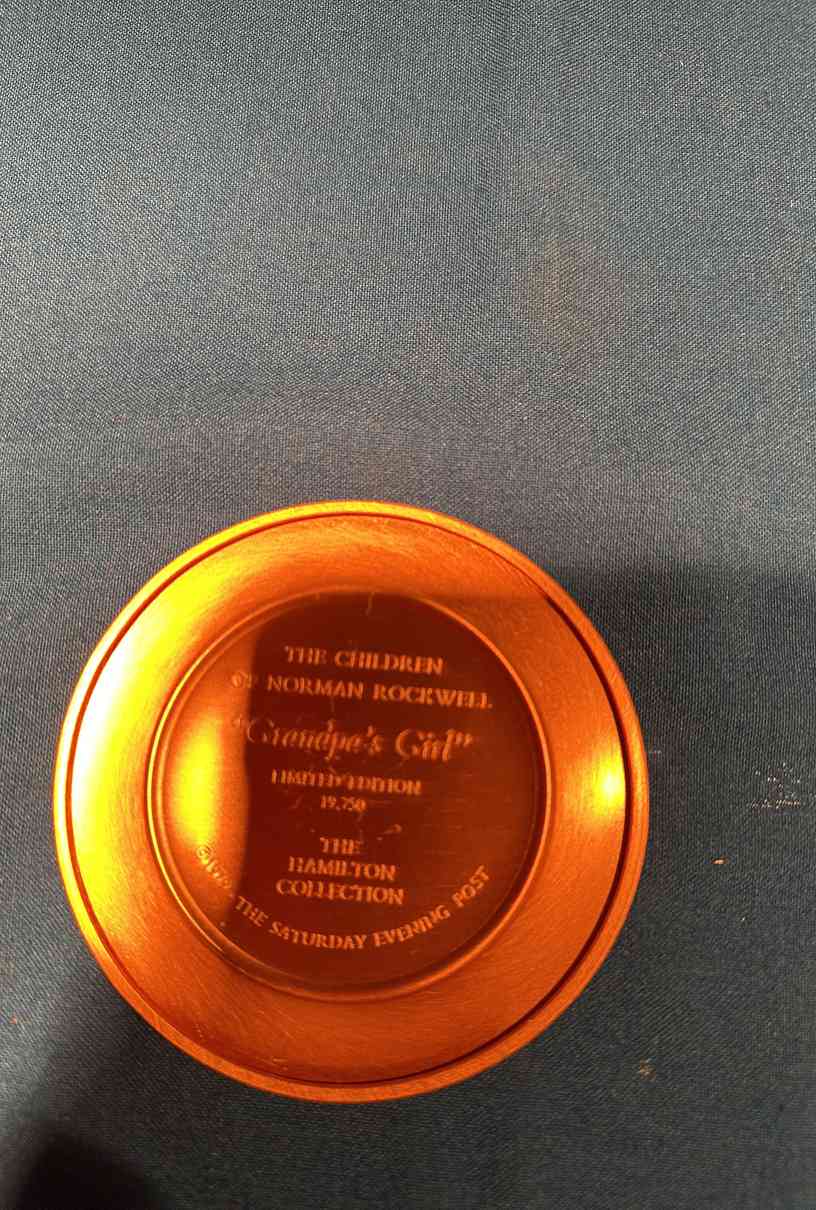 THE CHILDREN
OF NORMAN ROCKWELL
"Grandpa's Girl"
LIMITED EDITION
19,750
THE
HAMILTON
COLLECTION
© THE SATURDAY EVENING POST